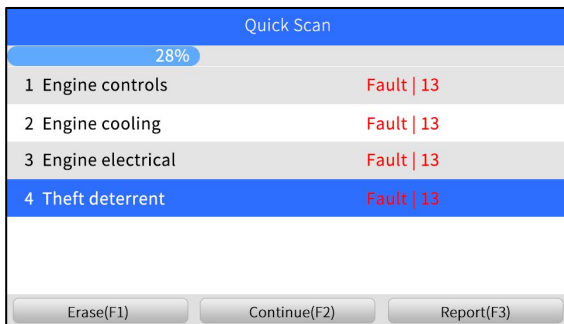 Quick Scan
28%
1 Engine controls Fault | 13
2 Engine cooling Fault | 13
3 Engine electrical Fault | 13
4 Theft deterrent Fault | 13
Erase(F1) Continue(F2) Report(F3)